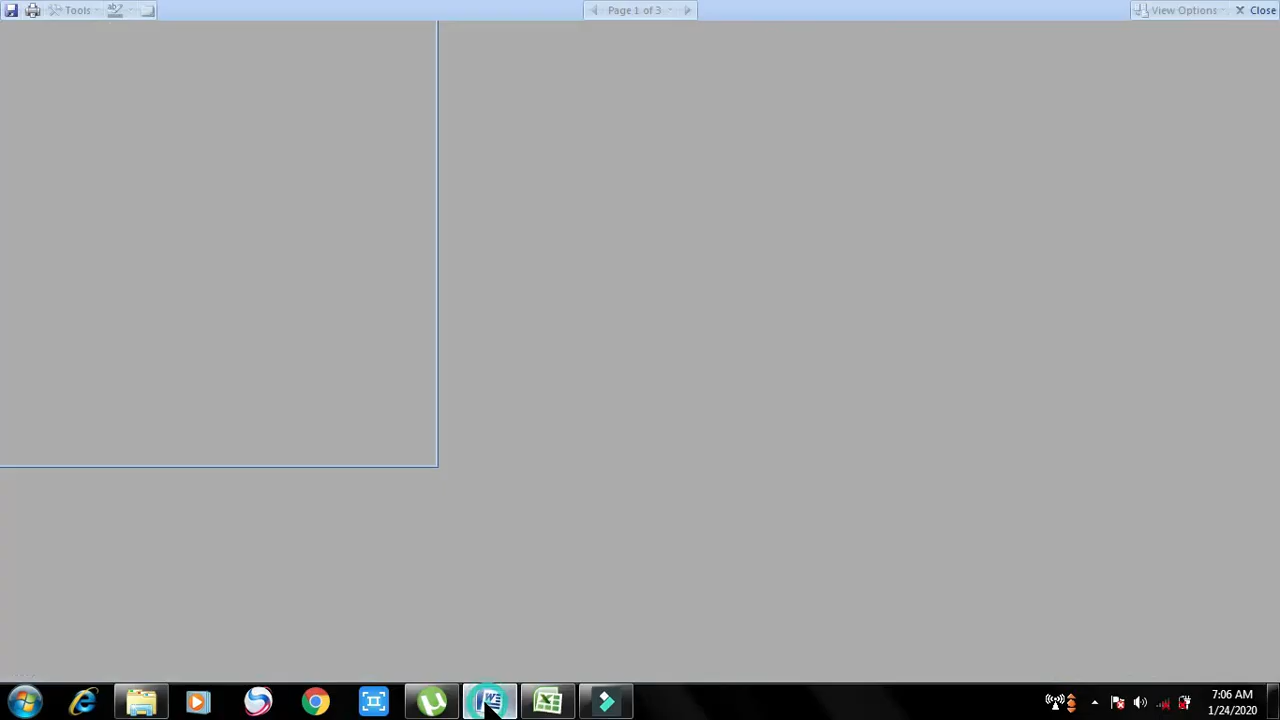 Tools
Page 1 of 3
View Options
Close
7:06 AM
1/24/2020